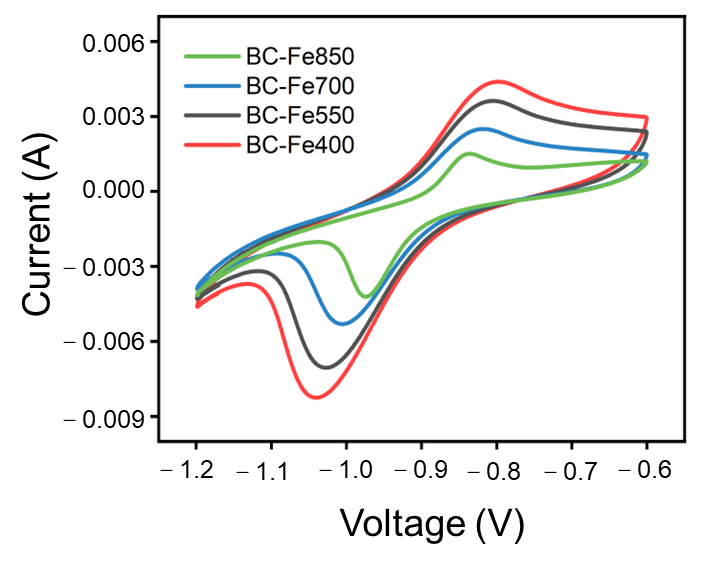 0.006
0.003
0.000
– 0.003
– 0.006
– 0.009
Current (A)
BC-Fe850
BC-Fe700
BC-Fe550
BC-Fe400
– 1.2 – 1.1 – 1.0 – 0.9 – 0.8 – 0.7 – 0.6
Voltage (V)